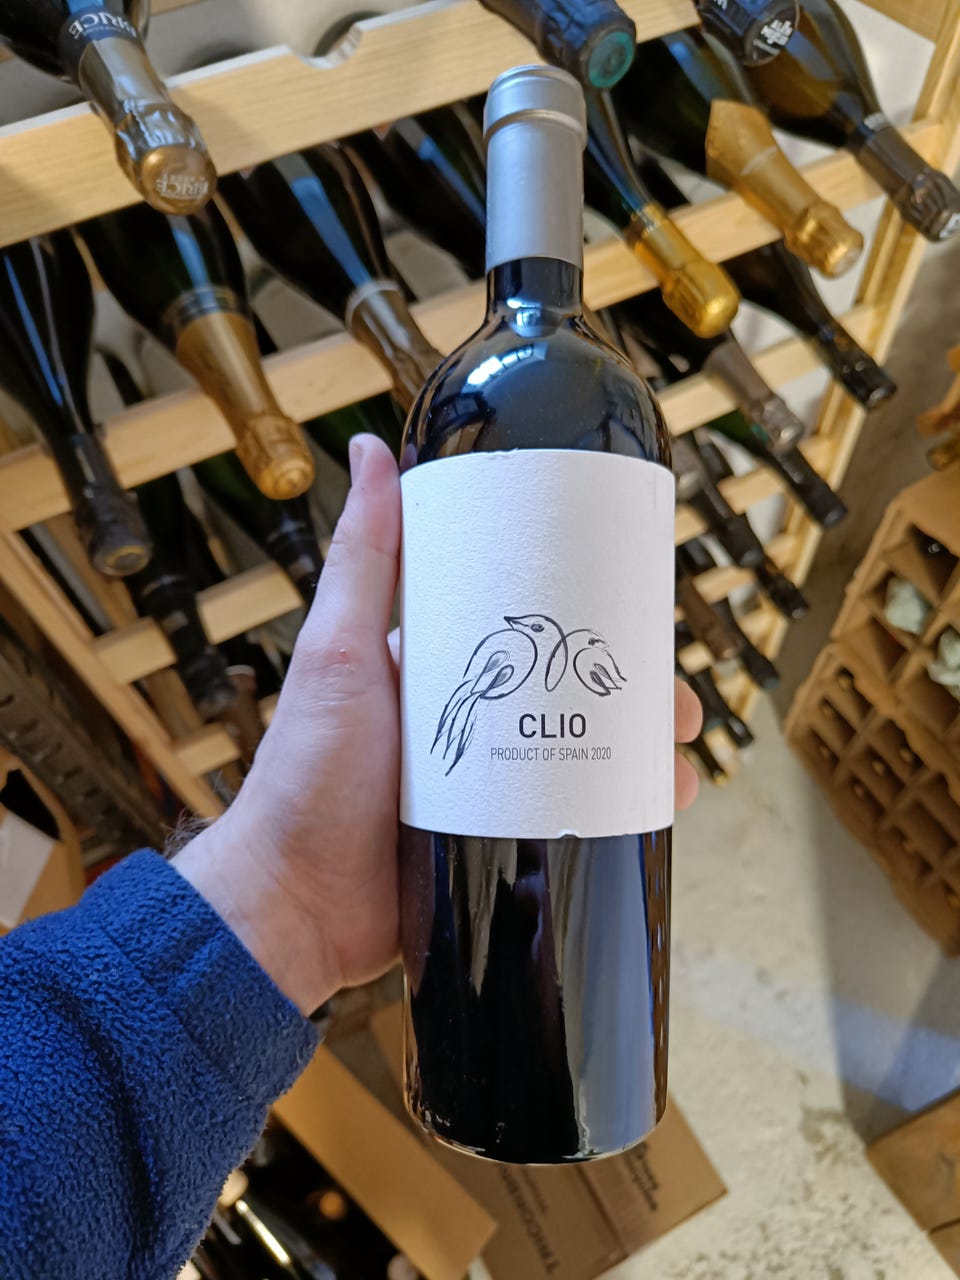 CLIO
PRODUCT OF SPAIN 2020